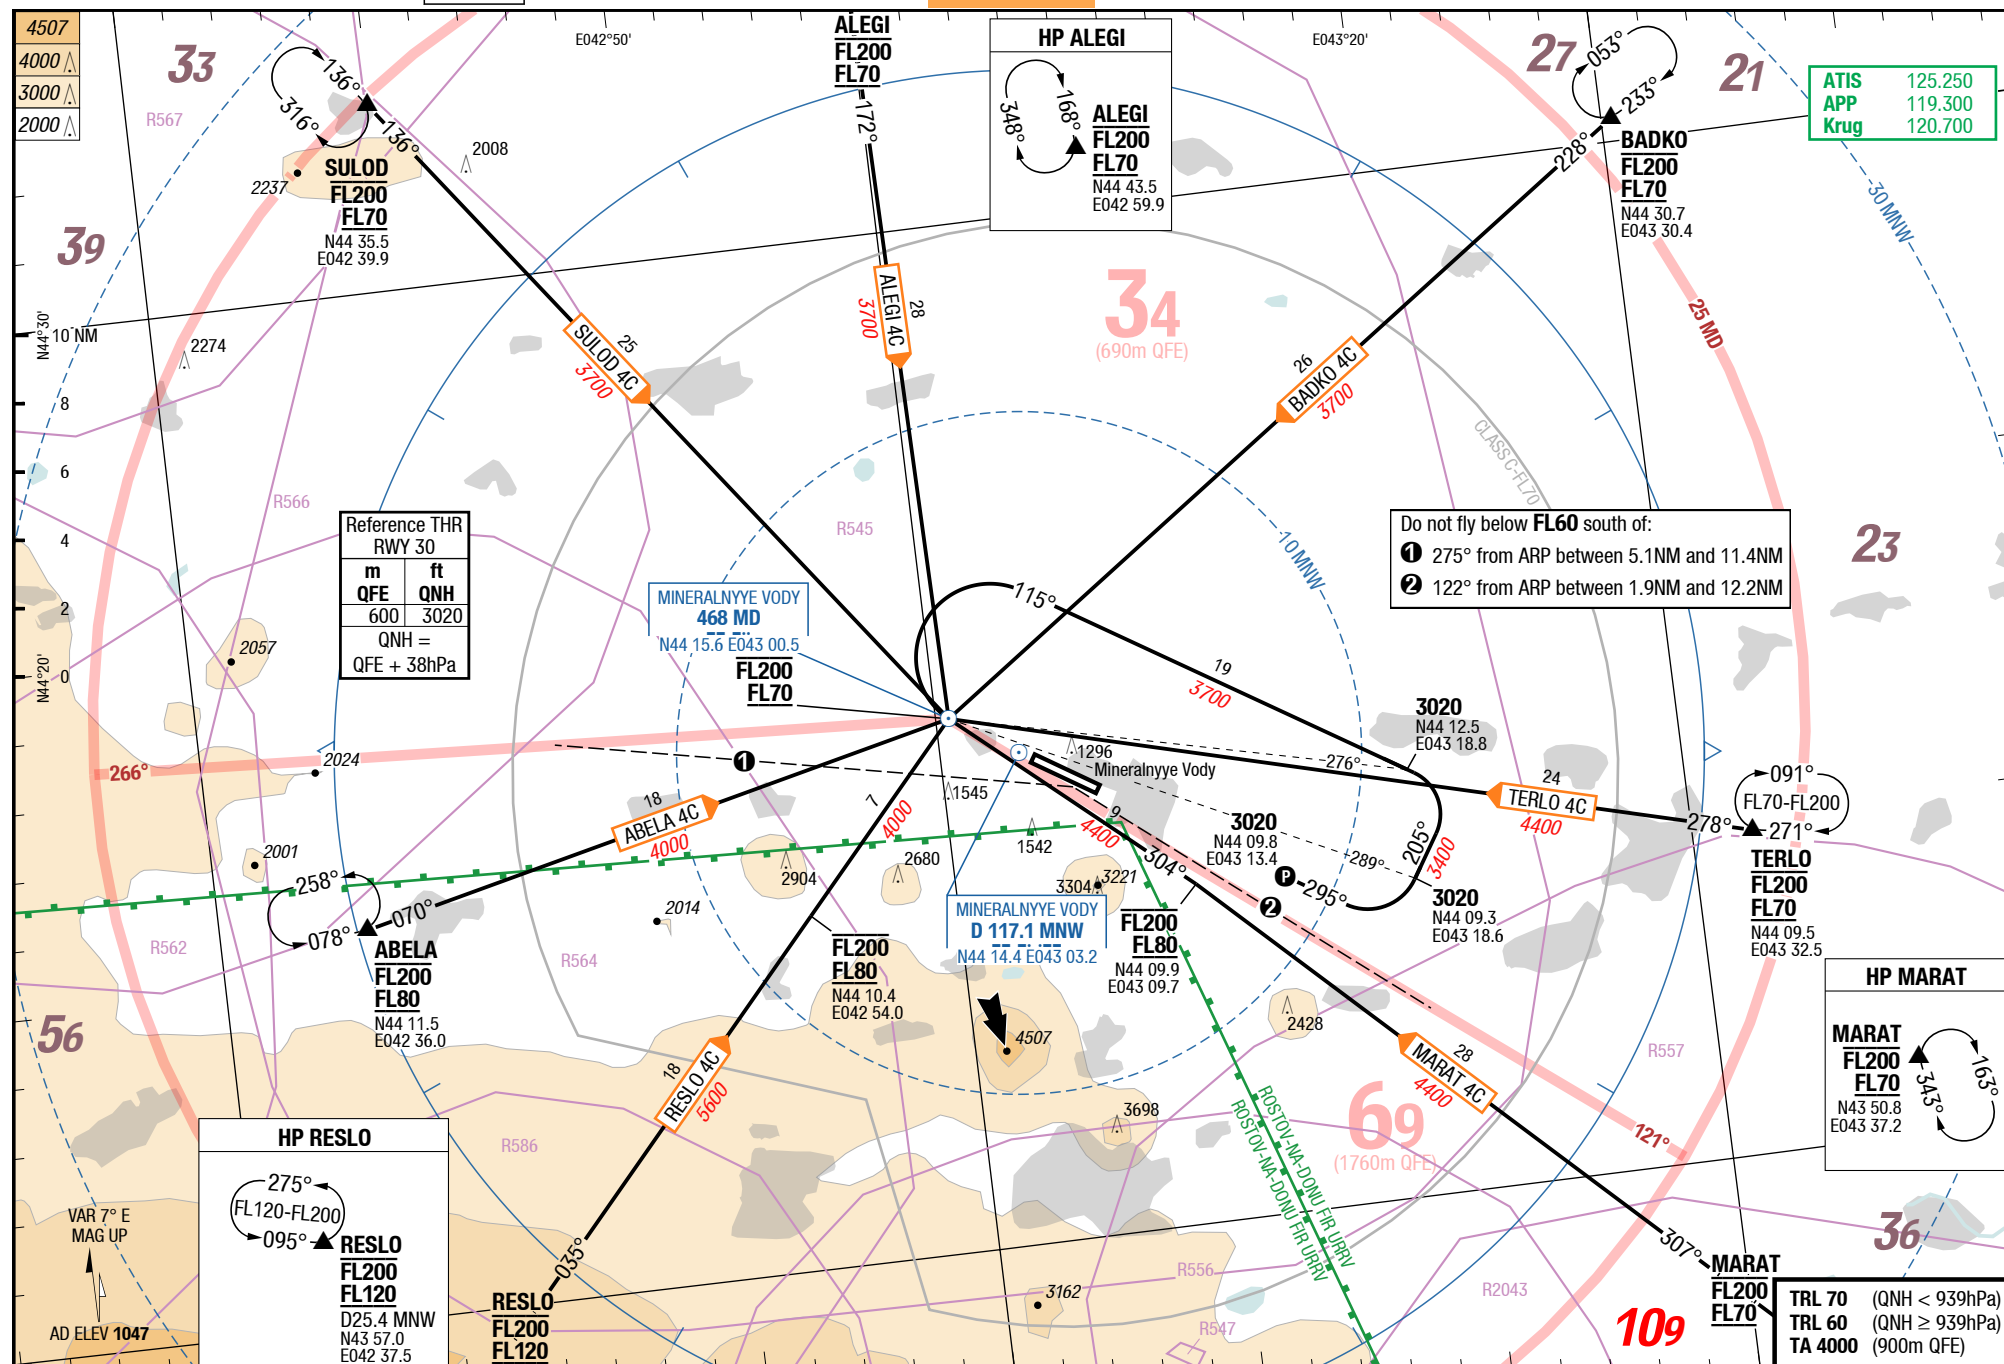 4507
4000
3000
2000
33
R567
136°
316°
136°
2008
2237
SULOD
FL200
FL70
N44 35.5
E042 39.9
39
E042°50'
ALEGI
FL200
FL70
172°
HP ALEGI
348°
168°
ALEGI
FL200
FL70
N44 43.5
E042 59.9
E043°20'
27
053°
233°
228°
BADKO
FL200
FL70
N44 30.7
E043 30.4
21
ATIS 125.250
APP 119.300
Krug 120.700
30 MNW
25 MD
N44°30'
10 NM
8
6
4
2
0
N44°20'
2274
25
SULOD 4C
3700
28
ALEGI 4C
3700
34
(690m QFE)
26
BADKO 4C
3700
CLASS C-FL70
R566
R545
10 MNW
Reference THR
RWY 30
m ft
QFE QNH
600 3020
QNH =
QFE + 38hPa
Do not fly below FL60 south of:
1 275° from ARP between 5.1NM and 11.4NM
2 122° from ARP between 1.9NM and 12.2NM
23
MINERALNYYE VODY
468 MD
N44 15.6 E043 00.5
FL200
FL70
115°
19
3700
2057
2024
266°
1
3020
N44 12.5
E043 18.8
1296
Mineralnyye Vody
276°
24
TERLO 4C
4400
278°
091°
FL70-FL200
271°
TERLO
FL200
FL70
N44 09.5
E043 32.5
18
ABELA 4C
4000
7
4000
1545
9
4400
304°
3020
N44 09.8
E043 13.4
289°
205°
3400
P
295°
2
3020
N44 09.3
E043 18.6
2001
258°
078°
070°
ABELA
FL200
FL80
N44 11.5
E042 36.0
R562
2904
2680
1542
3304
3221
2014
R564
MINERALNYYE VODY
D 117.1 MNW
N44 14.4 E043 03.2
FL200
FL80
N44 09.9
E043 09.7
FL200
FL80
N44 10.4
E042 54.0
56
4507
2428
R557
HP MARAT
MARAT
FL200
FL70
N43 50.8
E043 37.2
343°
163°
18
RESLO 4C
5600
28
MARAT 4C
4400
3698
R586
69
(1760m QFE)
121°
ROSTOV-NA-DONU FIR URRV
ROSTOV-NA-DONU FIR URRV
HP RESLO
275°
FL120-FL200
095°
RESLO
FL200
FL120
D25.4 MNW
N43 57.0
E042 37.5
VAR 7° E
MAG UP
AD ELEV 1047
035°
RESLO
FL200
FL120
3162
R556
R547
R2043
36
307°
MARAT
FL200
FL70
109
TRL 70 (QNH < 939hPa)
TRL 60 (QNH ≥ 939hPa)
TA 4000 (900m QFE)